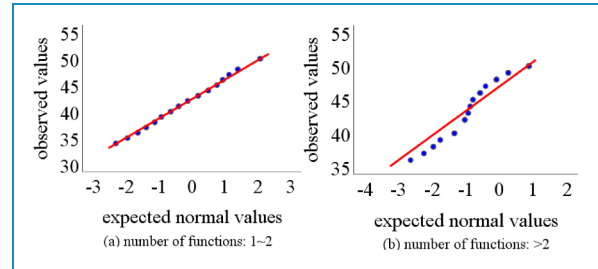 observed values
55
50
45
40
35
30
-3 -2 -1 0 1 2 3
expected normal values
(a) number of functions: 1~2
observed values
55
50
45
40
35
-4 -3 -2 -1 0 1 2
expected normal values
(b) number of functions: >2